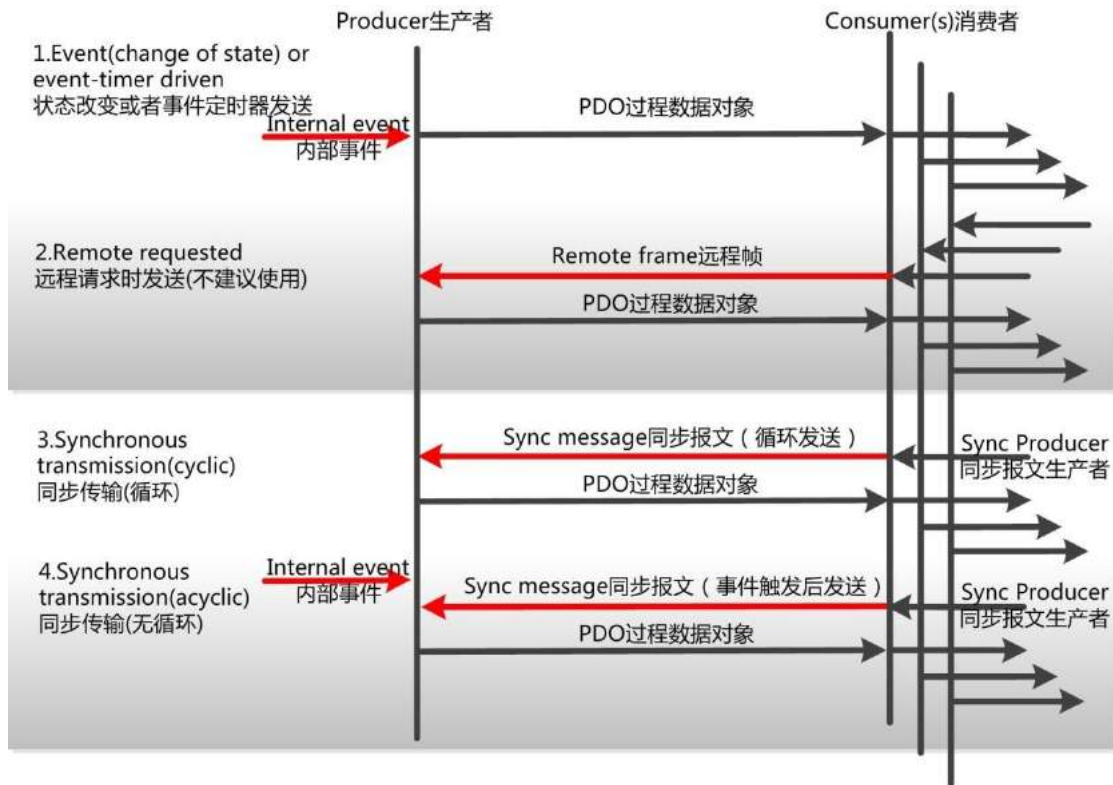 Producer生产者
Consumer(s)消费者
1.Event(change of state) or
event-timer driven
状态改变或者事件定时器发送
Internal event
内部事件
PDO过程数据对象
2.Remote requested
远程请求时发送(不建议使用)
Remote frame远程帧
PDO过程数据对象
3.Synchronous
transmission(cyclic)
同步传输(循环)
Sync message同步报文（循环发送）
Sync Producer
同步报文生产者
PDO过程数据对象
4.Synchronous
transmission(acyclic)
同步传输(无循环)
Internal event
内部事件
Sync message同步报文（事件触发后发送）
Sync Producer
同步报文生产者
PDO过程数据对象